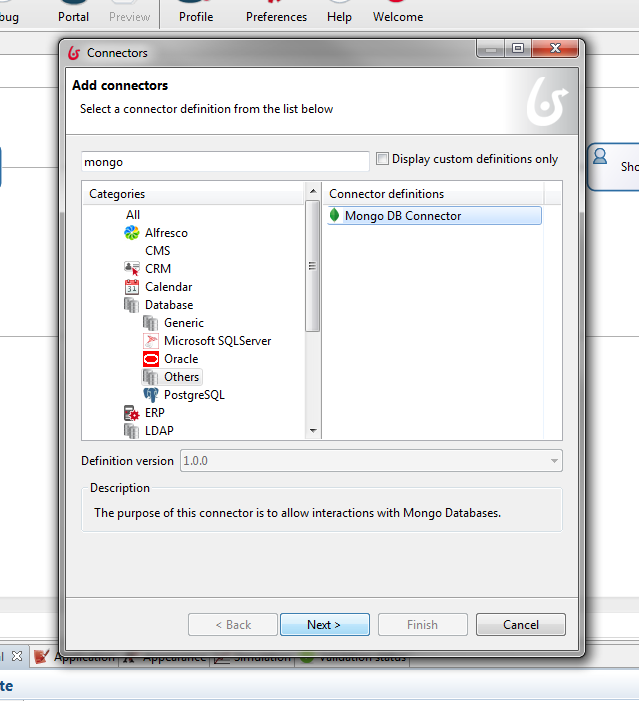 bug
Portal
Preview
Profile
Preferences
Help
Welcome
Connectors
Add connectors
Select a connector definition from the list below
mongo
Display custom definitions only
Categories
Connector definitions
All
Mongo DB Connector
Alfresco
CMS
CRM
Calendar
31
Database
Generic
Microsoft SQLServer
Oracle
Others
PostgreSQL
ERP
LDAP
Definition version
1.0.0
Description
The purpose of this connector is to allow interactions with Mongo Databases.
< Back
Next >
Finish
Cancel
Sho
al
Application
Appearance
Simulation
Validation status
te